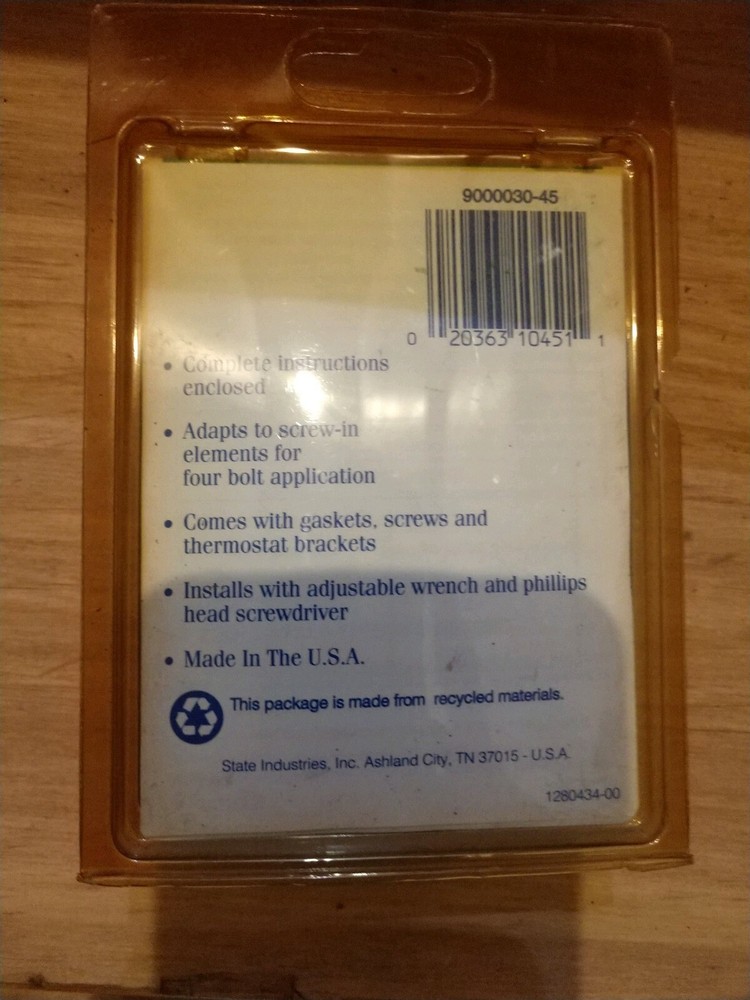 9000030-45
0 20363 10451 1
• Complete instructions
enclosed
• Adapts to screw-in
elements for
four bolt application
• Comes with gaskets, screws and
thermostat brackets
• Installs with adjustable wrench and phillips
head screwdriver
• Made In The U.S.A.
This package is made from recycled materials.
State Industries, Inc. Ashland City, TN 37015 - U.S.A.
1280434-00